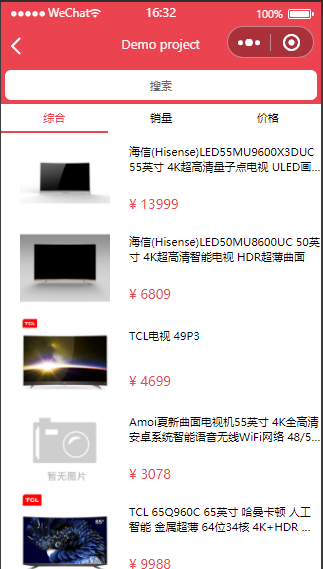 WeChat 16:32 100%
Demo project
搜索
综合 销量 价格
海信(Hisense)LED55MU9600X3DUC
55英寸 4K超高清量子点电视 ULED画...
¥ 13999
海信(Hisense)LED50MU8600UC 50英
寸 4K超高清智能电视 HDR超薄曲面
¥ 6809
TCL
TCL电视 49P3
¥ 4699
Amoi夏新曲面电视机55英寸 4K全高清
安卓系统智能语音无线WiFi网络 48/5...
暂无图片
¥ 3078
TCL
TCL 65Q960C 65英寸 哈曼卡顿 人工
智能 金属超薄 64位34核 4K+HDR ...
65"
¥ 9988